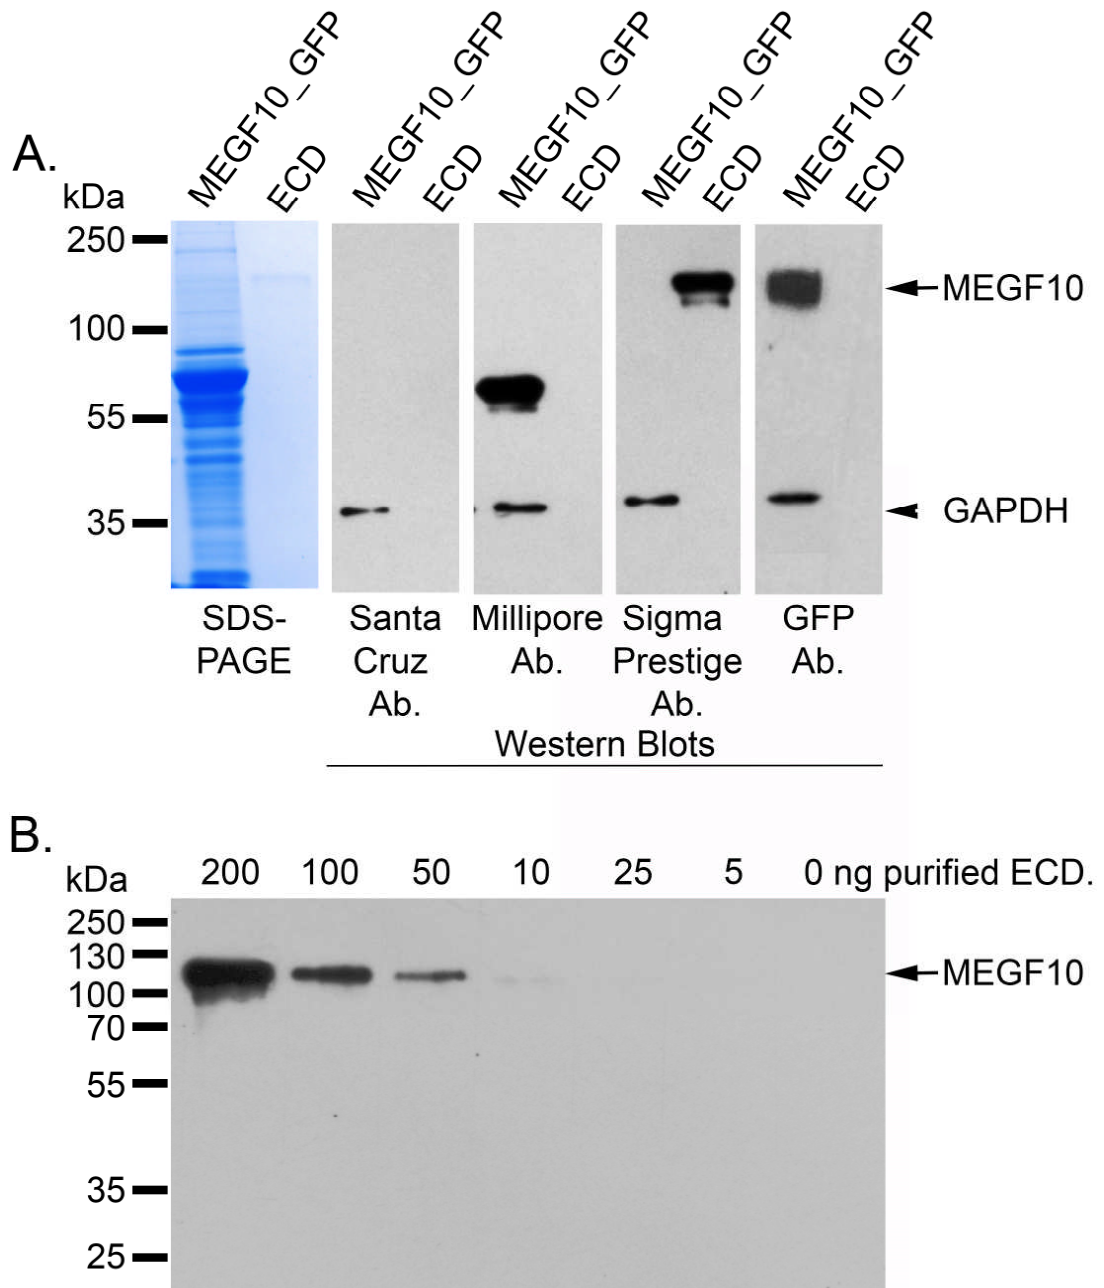 A.
MEGF10_GFP
ECD
MEGF10_GFP
ECD
MEGF10_GFP
ECD
MEGF10_GFP
ECD
MEGF10_GFP
ECD
kDa
250
100
55
35
MEGF10
GAPDH
SDS-
PAGE
Santa
Cruz
Ab.
Millipore
Ab.
Sigma
Prestige
Ab.
GFP
Ab.
Western Blots
B.
kDa
200 100 50 10 25 5 0 ng purified ECD.
250
130
100
70
55
35
25
MEGF10